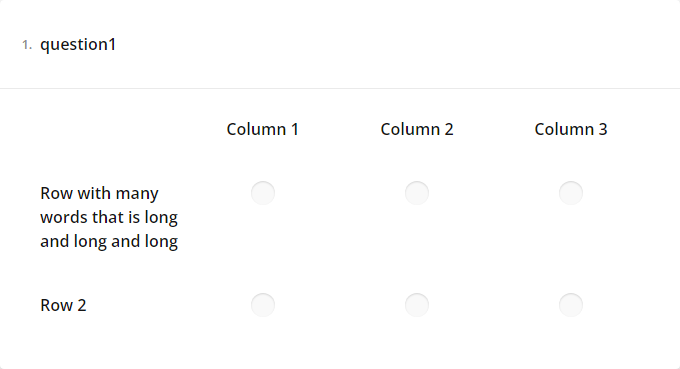 1. question1
Column 1 Column 2 Column 3
Row with many
words that is long
and long and long
Row 2